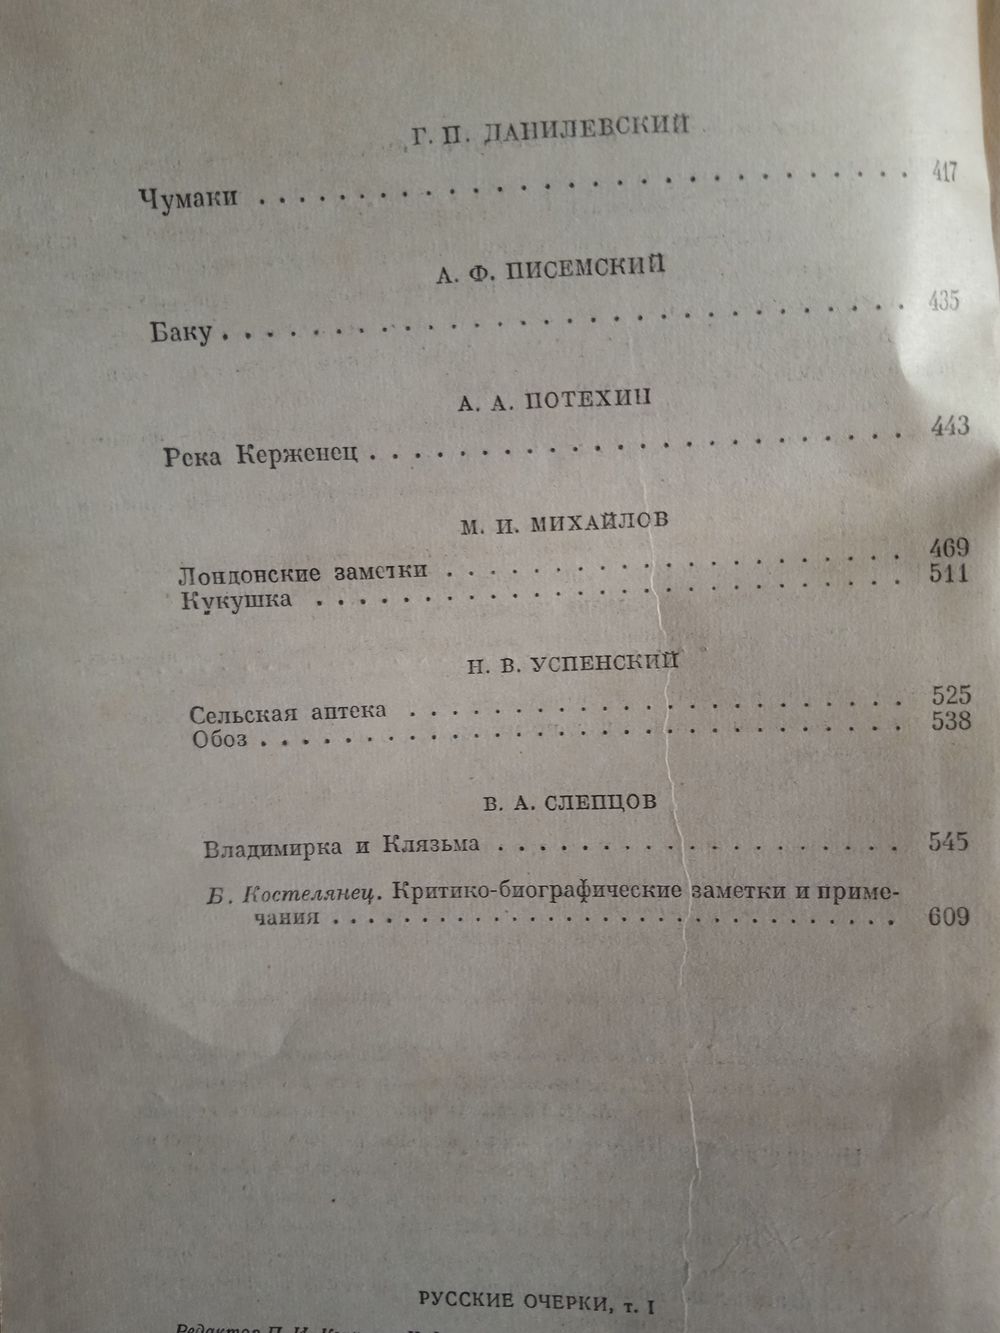 Г. П. ДАНИЛЕВСКИЙ
Чумаки . . . . . . . . . . . . . . . . . . . . . . . . . . . 417
А. Ф. ПИСЕМСКИЙ
Баку . . . . . . . . . . . . . . . . . . . . . . . . . . . 435
А. А. ПОТЕХИН
Река Керженец . . . . . . . . . . . . . . . . . . . . 443
М. И. МИХАЙЛОВ
Лондонские заметки . . . . . . . . . . . . . . . . . 469
Кукушка . . . . . . . . . . . . . . . . . . . . . . 511
Н. В. УСПЕНСКИЙ
Сельская аптека . . . . . . . . . . . . . . . . . . 525
Обоз . . . . . . . . . . . . . . . . . . . . . . . . . 538
В. А. СЛЕПЦОВ
Владимирка и Клязьма . . . . . . . . . . . . . . . 545
Б. Костелянец. Критико-биографические заметки и приме-
чания . . . . . . . . . . . . . . . . . . . . . . . . 609
РУССКИЕ ОЧЕРКИ, т. I
Редактор